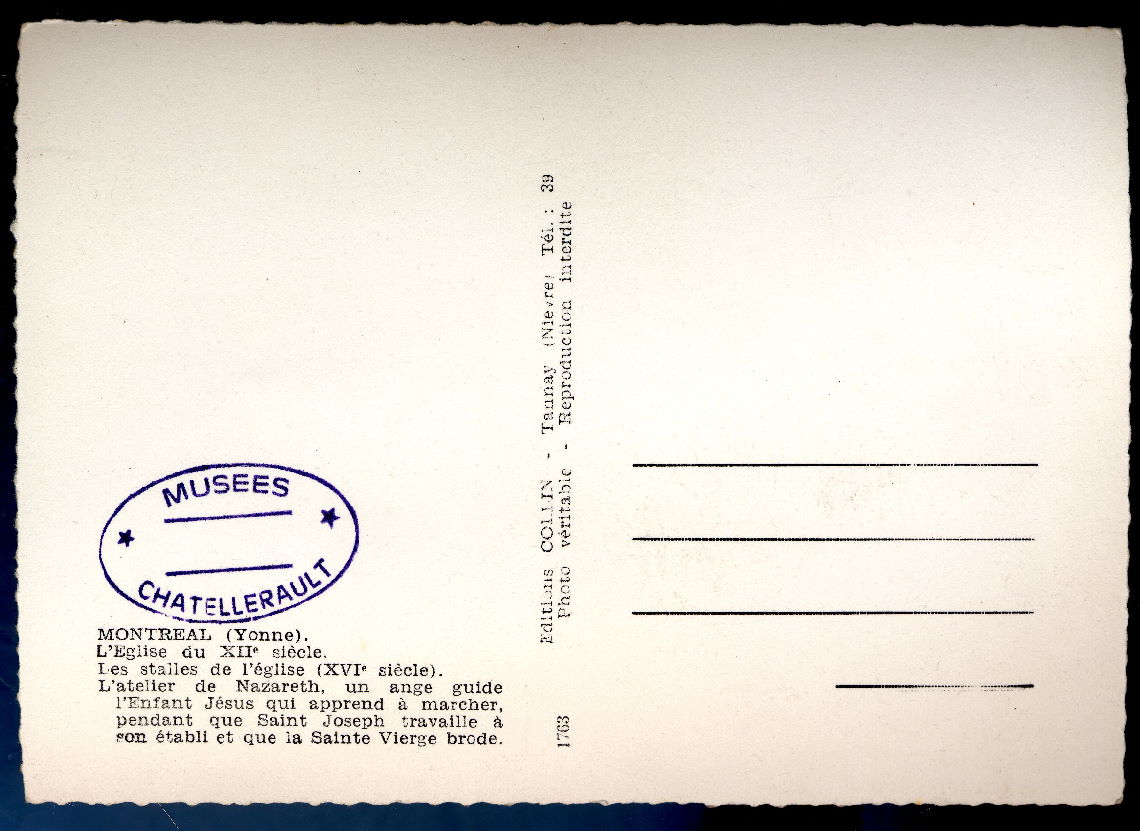 MUSEES
CHATELLERAULT
MONTREAL (Yonne).
L'Eglise du XIIe siècle.
Les stalles de l'église (XVIe siècle).
L'atelier de Nazareth, un ange guide
l'Enfant Jésus qui apprend à marcher,
pendant que Saint Joseph travaille à
son établi et que la Sainte Vierge brode.
Editions COLLIN - Tannay (Nievre) Tél. : 39
Photo véritable - Reproduction interdite
1763